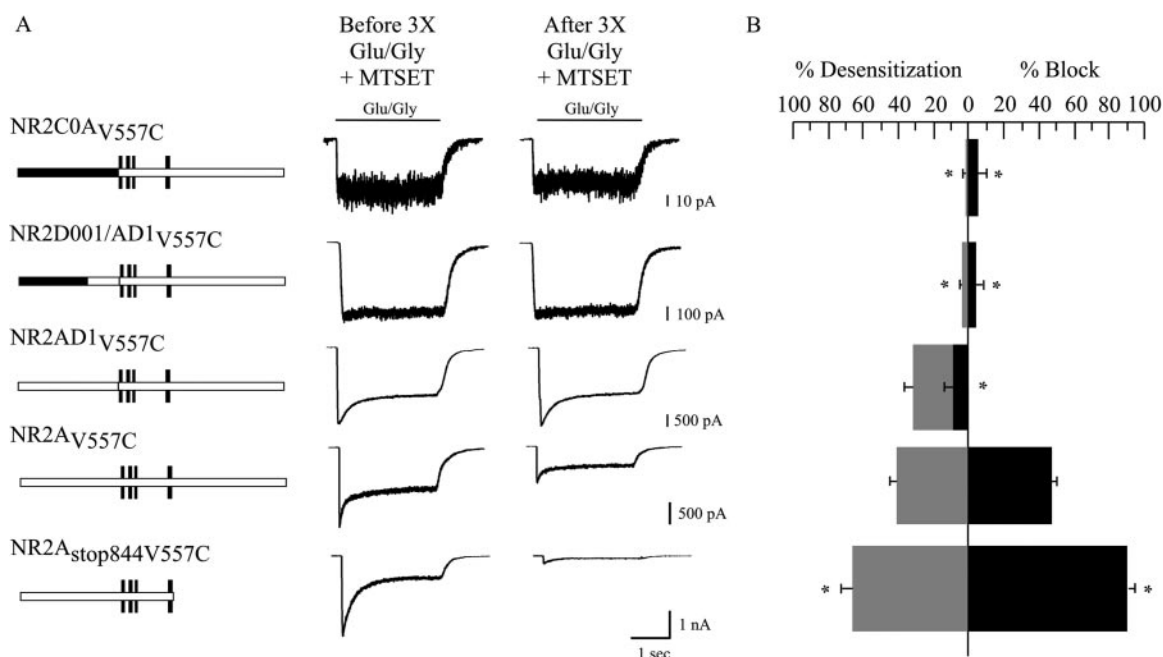 A
Before 3X
Glu/Gly
+ MTSET
After 3X
Glu/Gly
+ MTSET
Glu/Gly
Glu/Gly
NR2C0AV557C
10 pA
NR2D001/AD1V557C
100 pA
NR2AD1V557C
500 pA
NR2AV557C
500 pA
NR2Astop844V557C
1 nA
1 sec
B
% Desensitization
% Block
100 80 60 40 20 0 20 40 60 80 100
* *
* *
*
* *